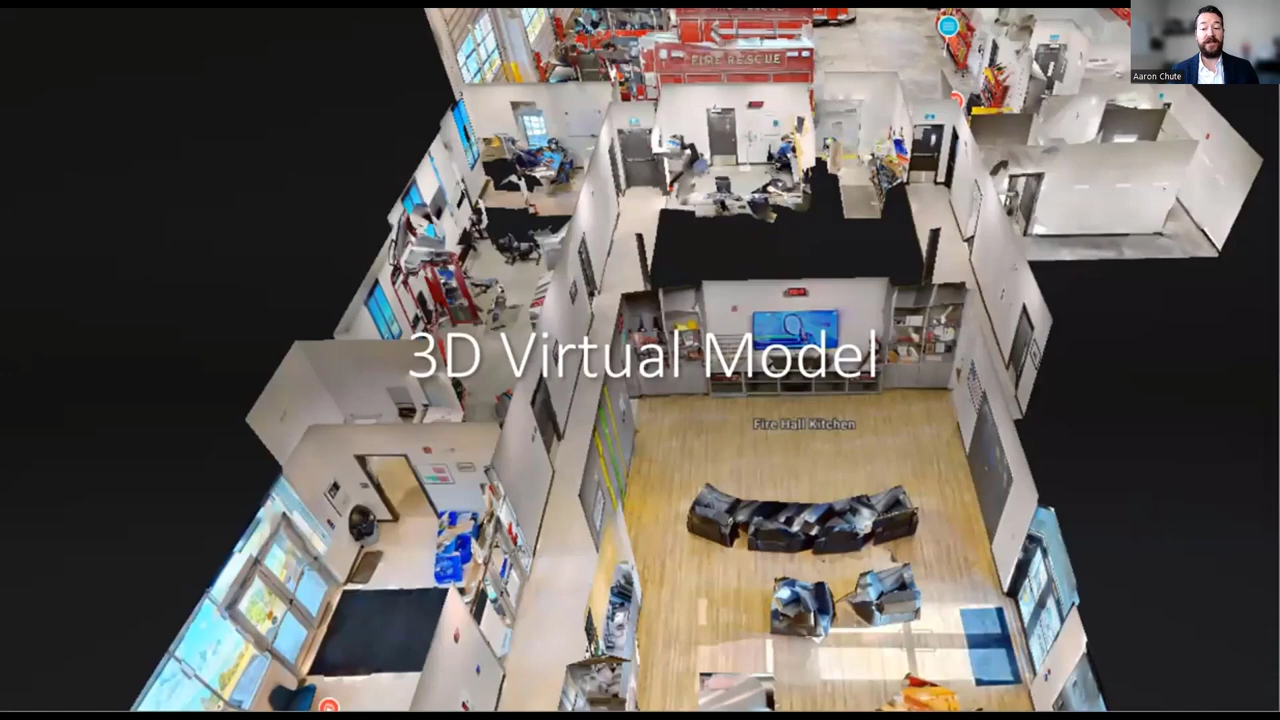 FIRE RESCUE
Aaron Chute
3D Virtual Model
Fire Hall Kitchen